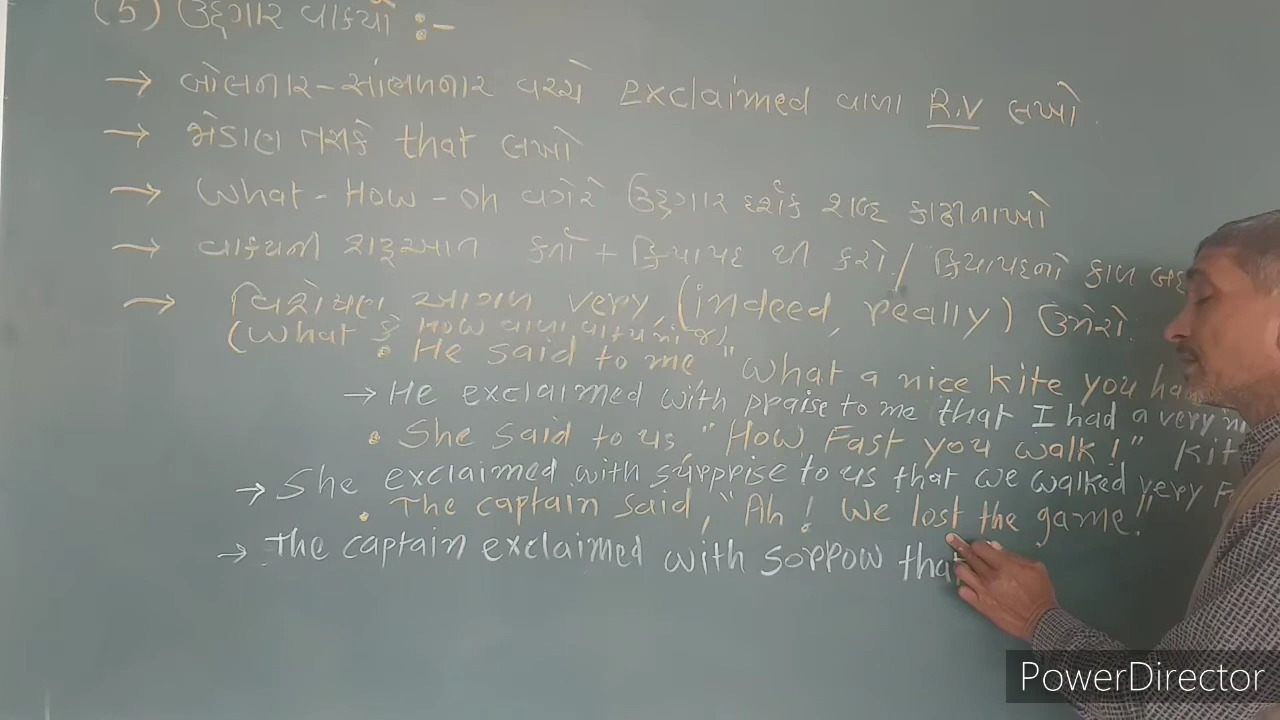 (5) ઉદ્દગાર વાક્યો :-
→ બોલનાર-સાંભળનાર વચ્ચે exclaimed વાળા R.V લખો.
→ જોડાણ તરીકે that લખો
→ What - How - Oh વગેરે ઉદ્દગાર દર્શક શબ્દ કાઢી નાખો
→ વાક્યની શરૂઆત કર્તા + ક્રિયાપદ થી કરો / ક્રિયાપદનો કાળ બદ
→ વિશેષણ આગળ very, (indeed, really) ઉમેરો.
(What કે How વાળા વાક્યમાં જ)
• He said to me "What a nice kite you ha
→ He exclaimed with praise to me that I had a very ni
kit
• She said to us, "How Fast you walk!"
→ She exclaimed with surprise to us that we walked very F
• The captain said, "Ah! We lost the game."
→ The captain exclaimed with sorrow that
PowerDirector